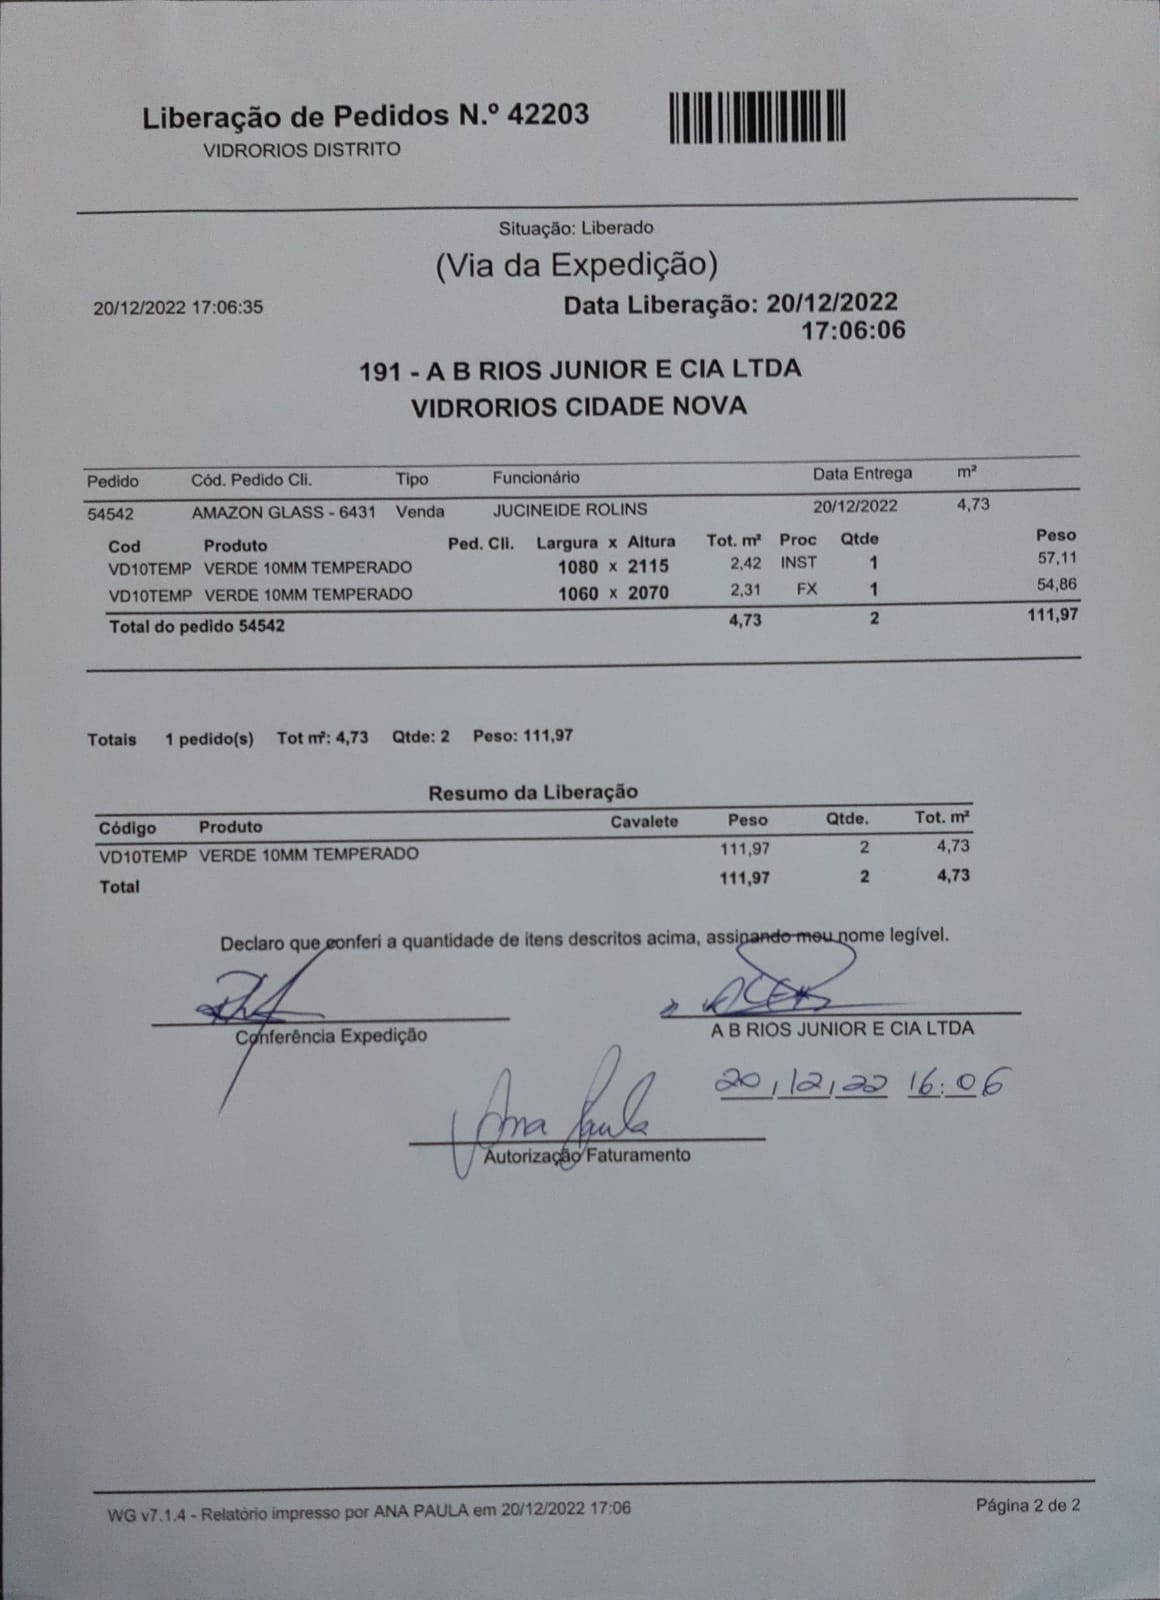 Liberação de Pedidos N.º 42203
VIDRORIOS DISTRITO
Situação: Liberado
(Via da Expedição)
20/12/2022 17:06:35 Data Liberação: 20/12/2022
17:06:06
191 - A B RIOS JUNIOR E CIA LTDA
VIDRORIOS CIDADE NOVA
Pedido Cód. Pedido Cli. Tipo Funcionário Data Entrega m²
54542 AMAZON GLASS - 6431 Venda JUCINEIDE ROLINS 20/12/2022 4,73
Cod Produto Ped. Cli. Largura x Altura Tot. m² Proc Qtde Peso
VD10TEMP VERDE 10MM TEMPERADO 1080 x 2115 2,42 INST 1 57,11
VD10TEMP VERDE 10MM TEMPERADO 1060 x 2070 2,31 FX 1 54,86
Total do pedido 54542 4,73 2 111,97
Totais 1 pedido(s) Tot m²: 4,73 Qtde: 2 Peso: 111,97
Resumo da Liberação
Código Produto Cavalete Peso Qtde. Tot. m²
VD10TEMP VERDE 10MM TEMPERADO 111,97 2 4,73
Total 111,97 2 4,73
Declaro que conferi a quantidade de itens descritos acima, assinando meu nome legível.
Conferência Expedição A B RIOS JUNIOR E CIA LTDA
20/12/22 16:06
Ana Paula
Autorização Faturamento
WG v7.1.4 - Relatório impresso por ANA PAULA em 20/12/2022 17:06 Página 2 de 2